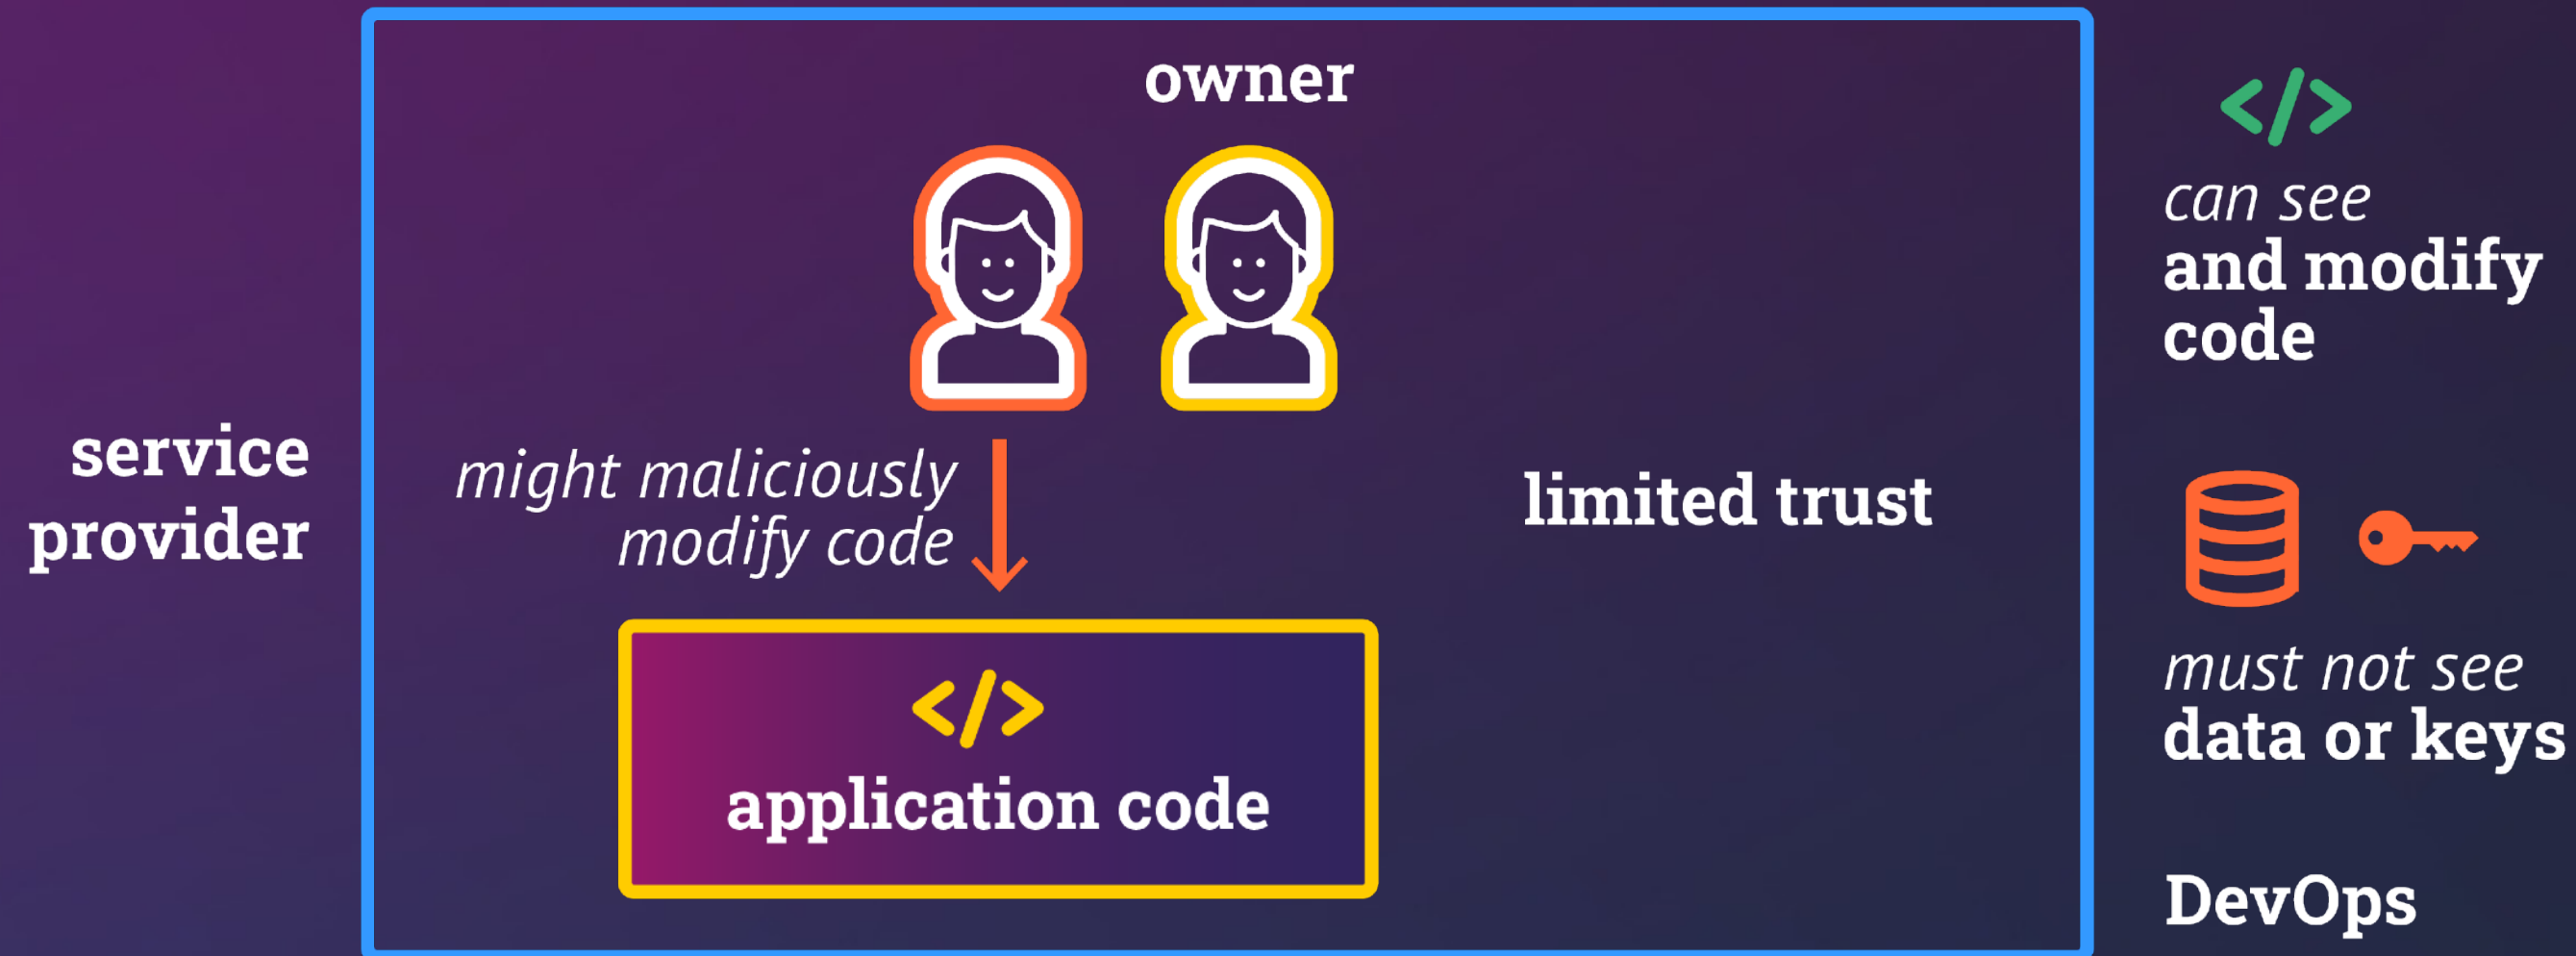 service
provider
owner
might maliciously
modify code
limited trust
</>
application code
</>
can see
and modify
code
must not see
data or keys
DevOps